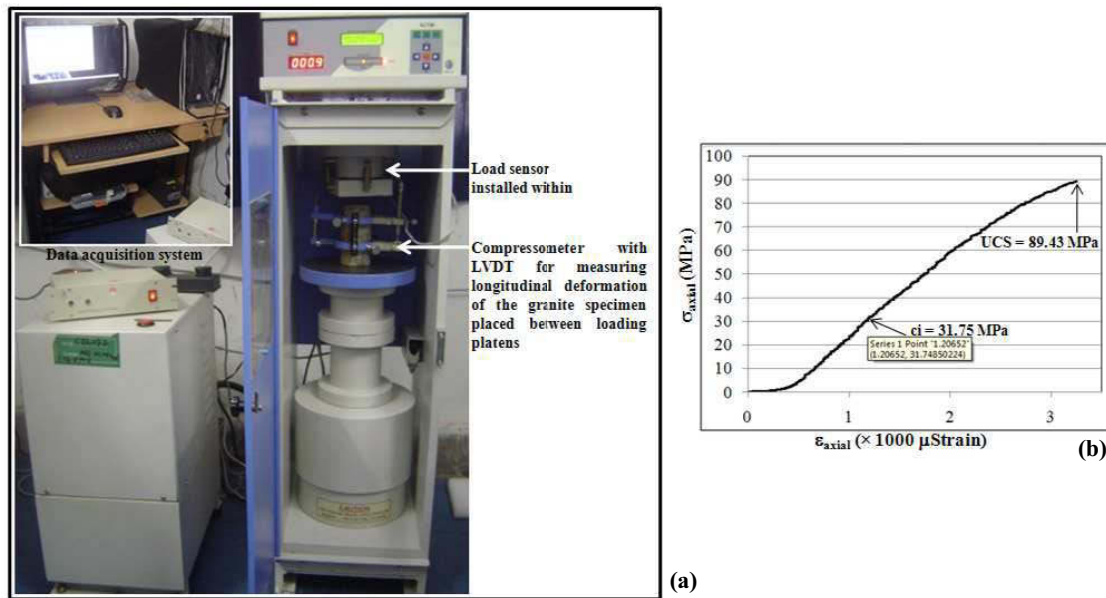 0009
Load sensor
installed within
Compressometer with
LVDT for measuring
longitudinal deformation
of the granite specimen
placed between loading
platens
Data acquisition system
CAUTION
(a)
100
90
80
70
60
50
40
30
20
10
0
σaxial (MPa)
UCS = 89.43 MPa
ci = 31.75 MPa
Series 1 Point "1.20652"
(1.20652, 31.74850224)
0 1 2 3
εaxial (× 1000 µStrain)
(b)